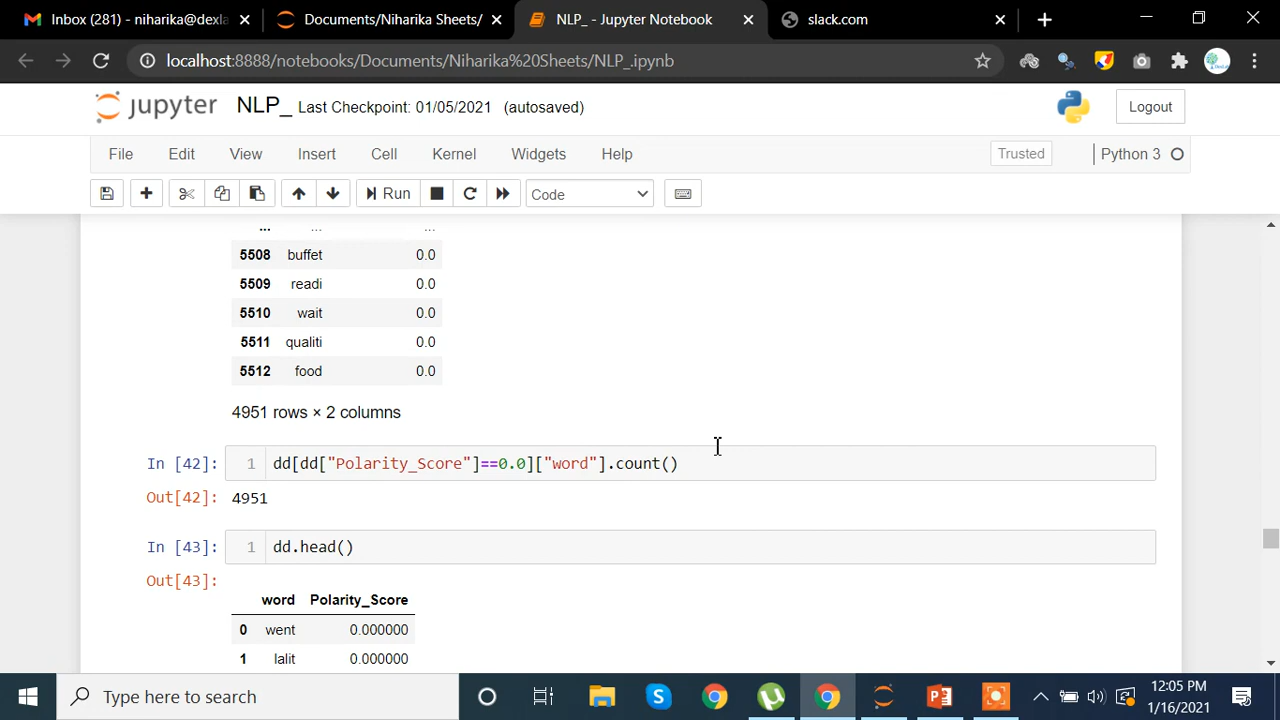 Inbox (281) - niharika@dexla
Documents/Niharika Sheets/
NLP_ - Jupyter Notebook
slack.com
localhost:8888/notebooks/Documents/Niharika%20Sheets/NLP_.ipynb
jupyter NLP_ Last Checkpoint: 01/05/2021 (autosaved)
Logout
File Edit View Insert Cell Kernel Widgets Help
Trusted
Python 3
Run
Code
... ... ...
5508 buffet 0.0
5509 readi 0.0
5510 wait 0.0
5511 qualiti 0.0
5512 food 0.0
4951 rows × 2 columns
In [42]: 1 dd[dd["Polarity_Score"]==0.0]["word"].count()
Out[42]: 4951
In [43]: 1 dd.head()
Out[43]:
word Polarity_Score
0 went 0.000000
1 lalit 0.000000
Type here to search
12:05 PM
1/16/2021